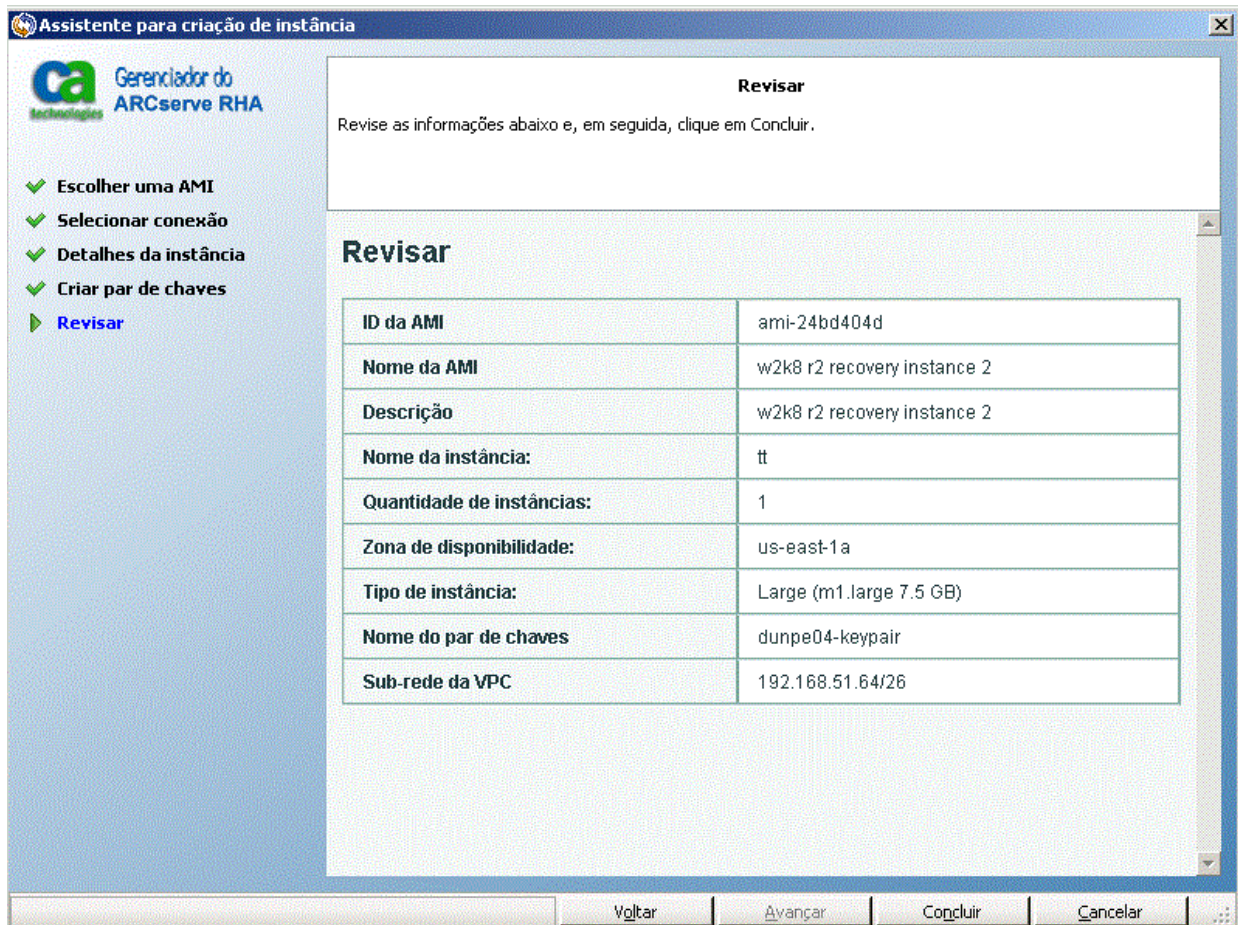 Assistente para criação de instância
ca
technologies
Gerenciador do
ARCserve RHA
Escolher uma AMI
Selecionar conexão
Detalhes da instância
Criar par de chaves
Revisar
Revisar
Revise as informações abaixo e, em seguida, clique em Concluir.
Revisar
ID da AMI ami-24bd404d
Nome da AMI w2k8 r2 recovery instance 2
Descrição w2k8 r2 recovery instance 2
Nome da instância: tt
Quantidade de instâncias: 1
Zona de disponibilidade: us-east-1a
Tipo de instância: Large (m1.large 7.5 GB)
Nome do par de chaves dunpe04-keypair
Sub-rede da VPC 192.168.51.64/26
Voltar Avançar Concluir Cancelar